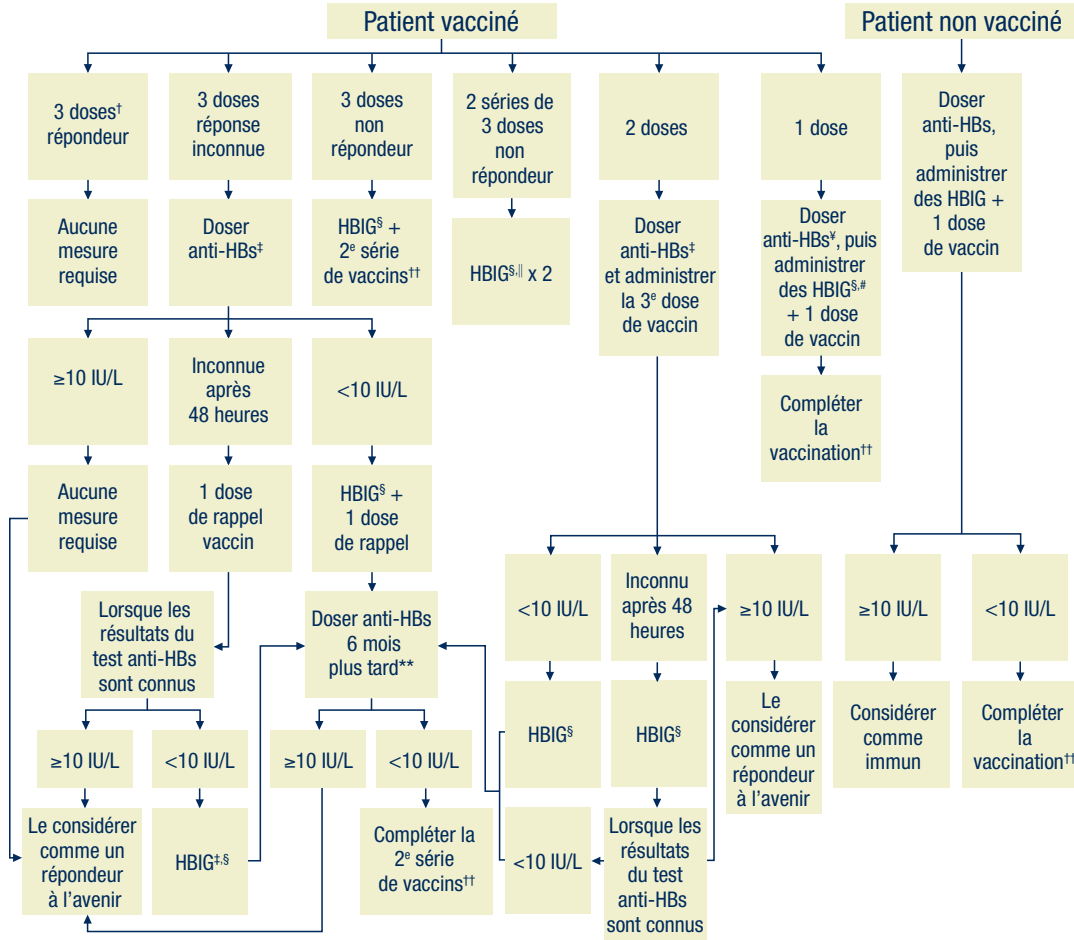 Patient vacciné
Patient non vacciné
3 doses†
répondeur
3 doses
réponse
inconnue
3 doses
non
répondeur
2 séries de
3 doses
non
répondeur
2 doses
1 dose
Doser
anti-HBs,
puis
administrer
des HBIG +
1 dose
de vaccin
Aucune
mesure
requise
Doser
anti-HBs‡
HBIG§ +
2e série
de vaccins††
HBIG§,|| x 2
Doser
anti-HBs‡
et administrer
la 3e dose
de vaccin
Doser
anti-HBs¥, puis
administrer
des HBIG§,#
+ 1 dose
de vaccin
≥10 IU/L
Inconnue
après
48 heures
<10 IU/L
Compléter
la
vaccination††
Aucune
mesure
requise
1 dose
de rappel
vaccin
HBIG§ +
1 dose
de rappel
<10 IU/L
Inconnu
après 48
heures
≥10 IU/L
≥10 IU/L
<10 IU/L
Lorsque les
résultats du
test anti-HBs
sont connus
Doser anti-HBs
6 mois
plus tard**
HBIG§
HBIG§
Le
considérer
comme un
répondeur
à l’avenir
Considérer
comme
immun
Compléter
la
vaccination††
≥10 IU/L
<10 IU/L
≥10 IU/L
<10 IU/L
Le considérer
comme un
répondeur
à l’avenir
HBIG‡,§
Compléter la
2e série
de vaccins††
<10 IU/L
Lorsque les
résultats
du test
anti-HBs
sont connus